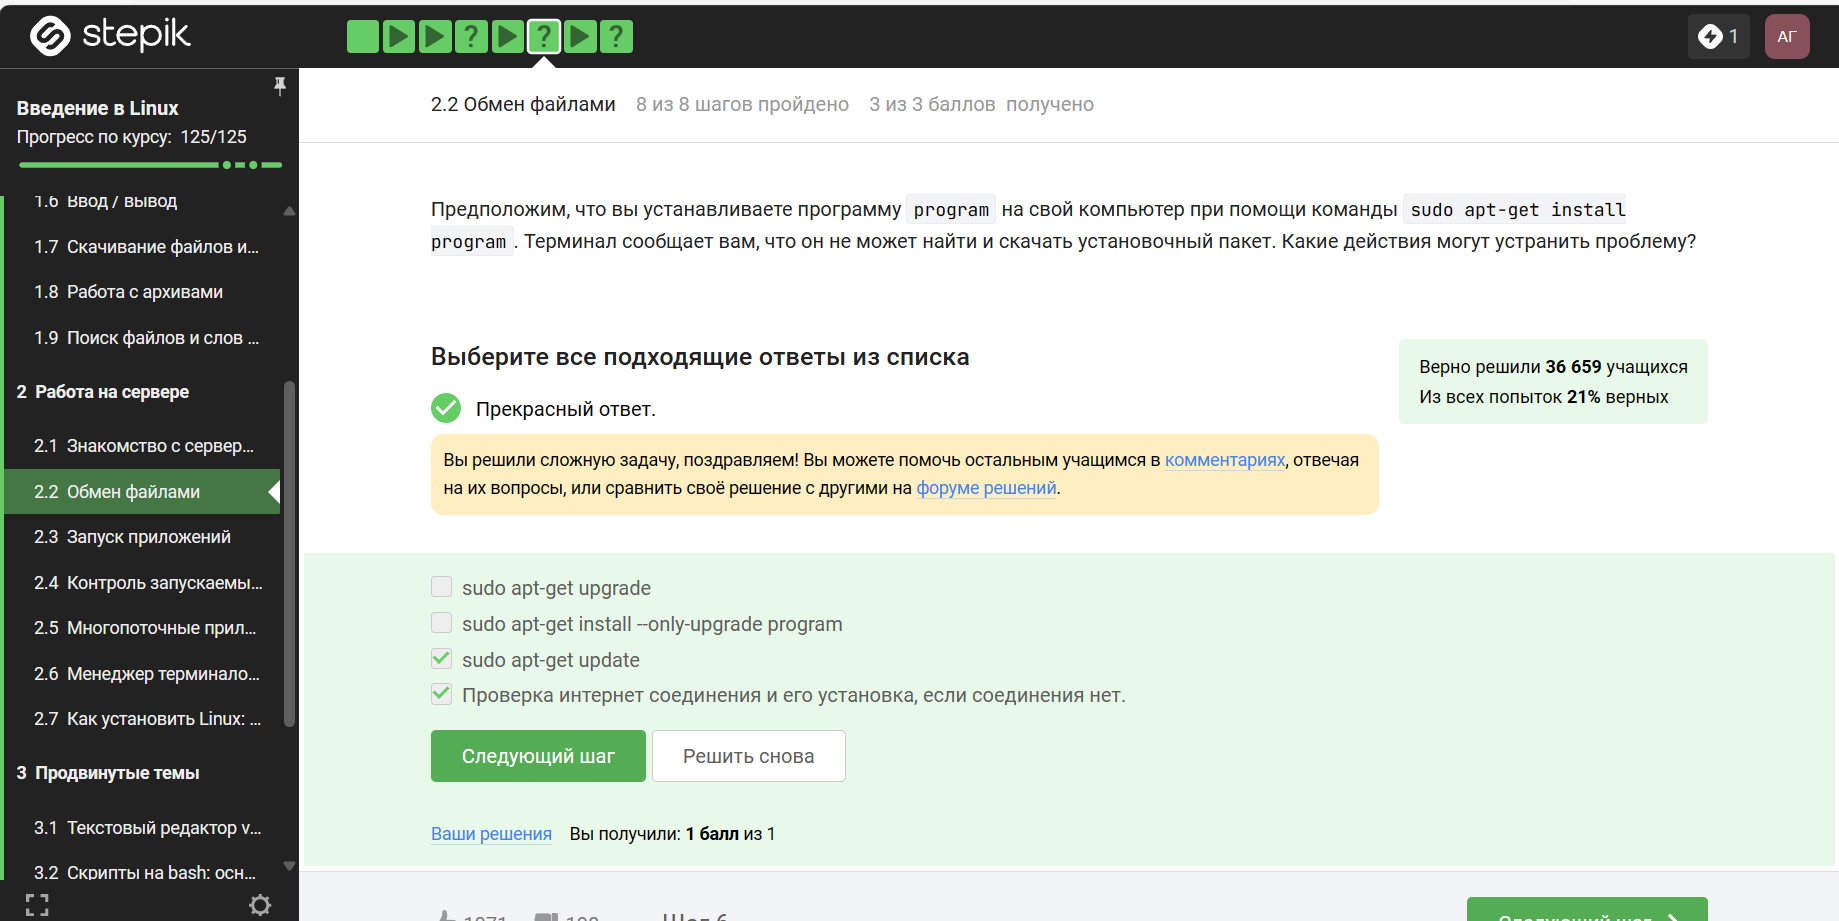 stepik
1
АГ
Введение в Linux
Прогресс по курсу: 125/125
1.6 Ввод / вывод
1.7 Скачивание файлов и...
1.8 Работа с архивами
1.9 Поиск файлов и слов ...
2 Работа на сервере
2.1 Знакомство с сервер...
2.2 Обмен файлами
2.3 Запуск приложений
2.4 Контроль запускаемы...
2.5 Многопоточные прил...
2.6 Менеджер терминало...
2.7 Как установить Linux: ...
3 Продвинутые темы
3.1 Текстовый редактор v...
3.2 Скрипты на bash: осн...
2.2 Обмен файлами 8 из 8 шагов пройдено 3 из 3 баллов получено
Предположим, что вы устанавливаете программу program на свой компьютер при помощи команды sudo apt-get install
program. Терминал сообщает вам, что он не может найти и скачать установочный пакет. Какие действия могут устранить проблему?
Выберите все подходящие ответы из списка
Верно решили 36 659 учащихся
Из всех попыток 21% верных
Прекрасный ответ.
Вы решили сложную задачу, поздравляем! Вы можете помочь остальным учащимся в комментариях, отвечая
на их вопросы, или сравнить своё решение с другими на форуме решений.
sudo apt-get upgrade
sudo apt-get install --only-upgrade program
sudo apt-get update
Проверка интернет соединения и его установка, если соединения нет.
Следующий шаг
Решить снова
Ваши решения Вы получили: 1 балл из 1
Шаг 6
Следующий шаг